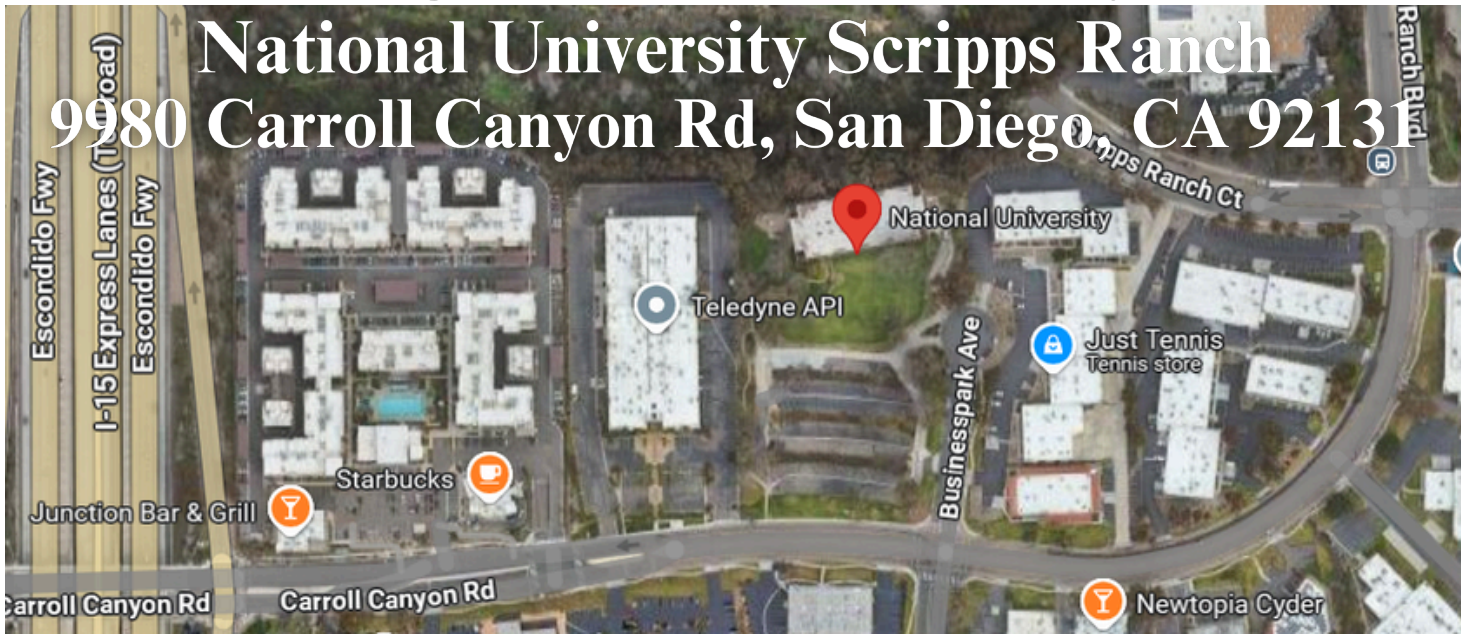 National University Scripps Ranch
9980 Carroll Canyon Rd, San Diego, CA 92131
Ranch Blvd
Scripps Ranch Ct
Escondido Fwy
I-15 Express Lanes (Toll road)
Escondido Fwy
National University
Teledyne API
Just Tennis
Tennis store
Businesspark Ave
Starbucks
Junction Bar & Grill
Carroll Canyon Rd
Carroll Canyon Rd
Newtopia Cyder